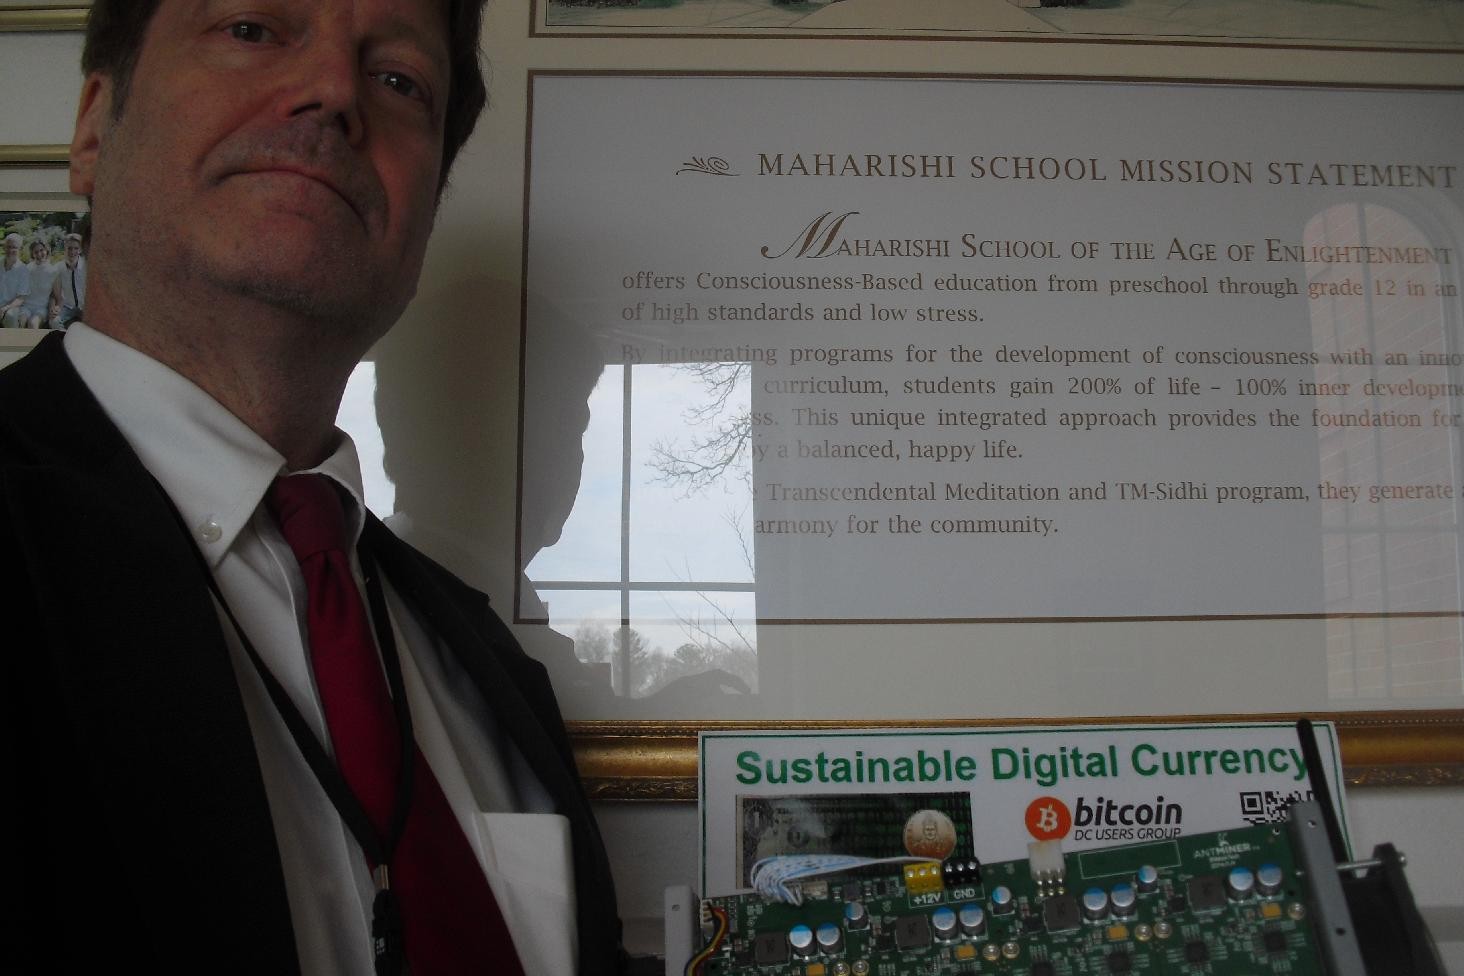 MAHARISHI SCHOOL MISSION STATEMENT
MAHARISHI SCHOOL OF THE AGE OF ENLIGHTENMENT
offers Consciousness-Based education from preschool through grade 12 in an
of high standards and low stress.
By integrating programs for the development of consciousness with an
curriculum, students gain 200% of life – 100% inner
This unique integrated approach provides the foundation for
a balanced, happy life.
Transcendental Meditation and TM-Sidhi program, they generate
for the community.
Sustainable Digital Currency
bitcoin
DC USERS GROUP
ANTMINER
+12V GND